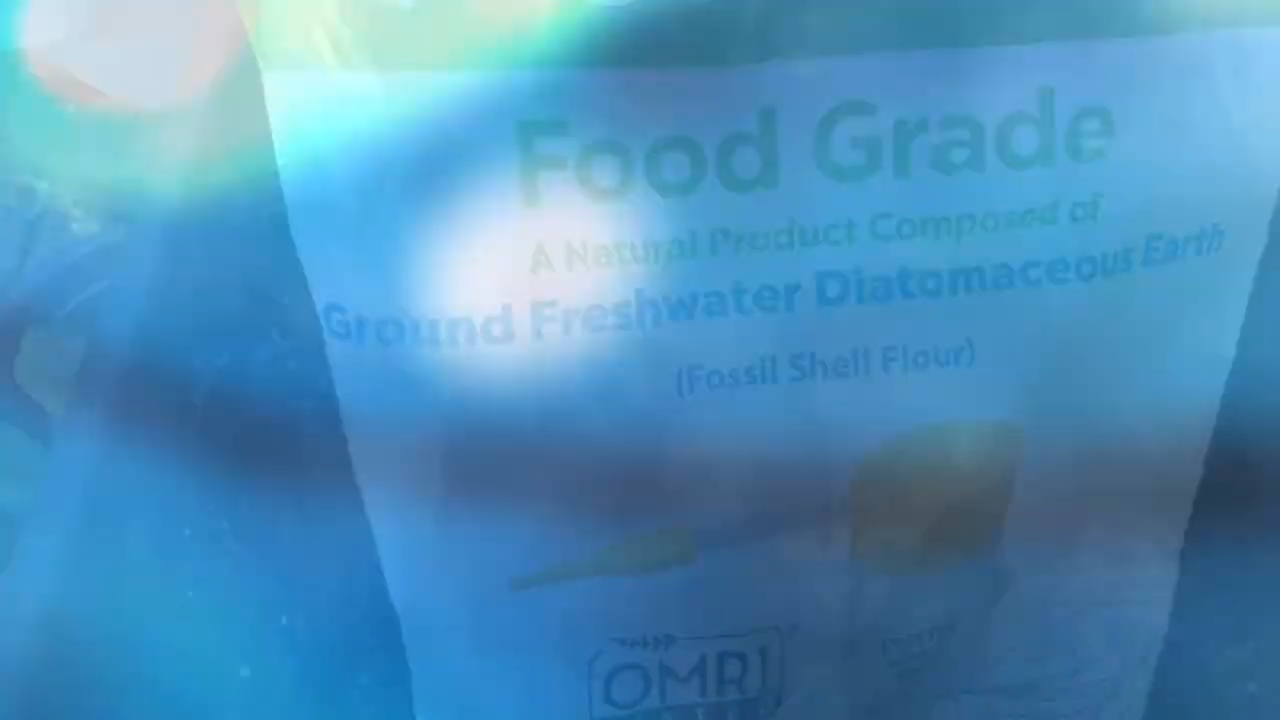 Food Grade
A Natural Product Composed of
Ground Freshwater Diatomaceous Earth
(Fossil Shell Flour)
OMRI